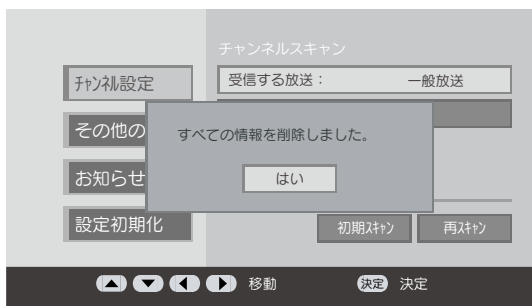 チャンネルスキャン
ﾁｬﾝﾈﾙ設定
受信する放送：　一般放送
その他の
すべての情報を削除しました。
お知らせ
はい
設定初期化
初期ｽｷｬﾝ　再ｽｷｬﾝ
移動　決定　決定